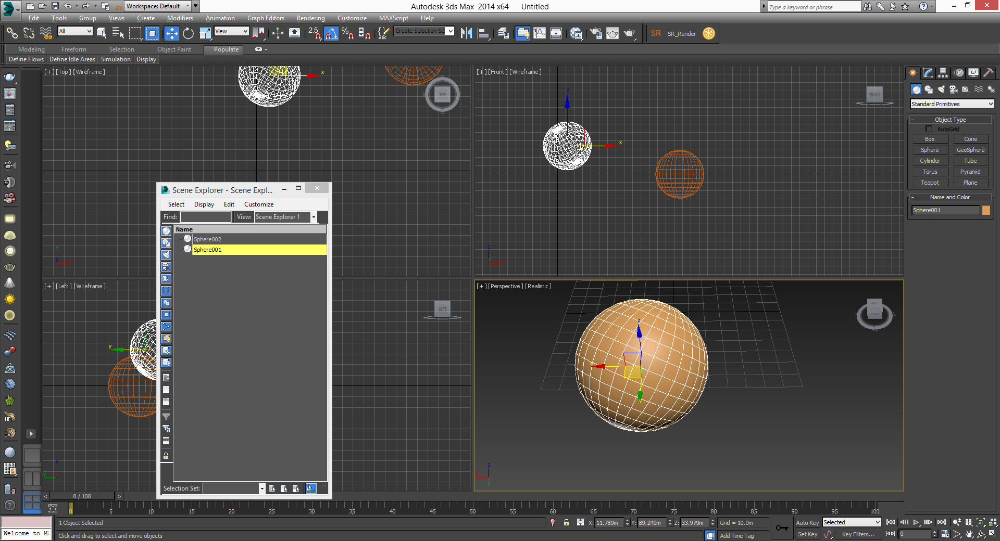 Workspace: Default
Autodesk 3ds Max 2014 x64 Untitled
Type a keyword or phrase
Edit Tools Group Views Create Modifiers Animation Graph Editors Rendering Customize MAXScript Help
All
View
2.5
%
ABC
Create Selection Se
SR SR_Render
Modeling Freeform Selection Object Paint Populate
Define Flows Define Idle Areas Simulation Display
[+] [Top] [Wireframe]
x
TOP
[+] [Front] [Wireframe]
z
x
FRONT
Standard Primitives
- Object Type
AutoGrid
Box Cone
Sphere GeoSphere
Cylinder Tube
Torus Pyramid
Teapot Plane
- Name and Color
Sphere001
Scene Explorer - Scene Expl...
Select Display Edit Customize
Find: View: Scene Explorer 1
Name
Sphere002
Sphere001
Selection Set:
[+] [Left] [Wireframe]
y
LEFT
[+] [Perspective] [Realistic]
z
y
TOP
BACK
HF
Ox
< 0 / 100 >
0 5 10 15 20 25 30 35 40 45 50 55 60 65 70 75 80 85 90 95 100
1 Object Selected
X: 11.789m Y: 89.249m Z: 33.979m Grid = 10.0m
Auto Key Selected
Welcome to M
Click and drag to select and move objects
Add Time Tag
Set Key Key Filters...
0